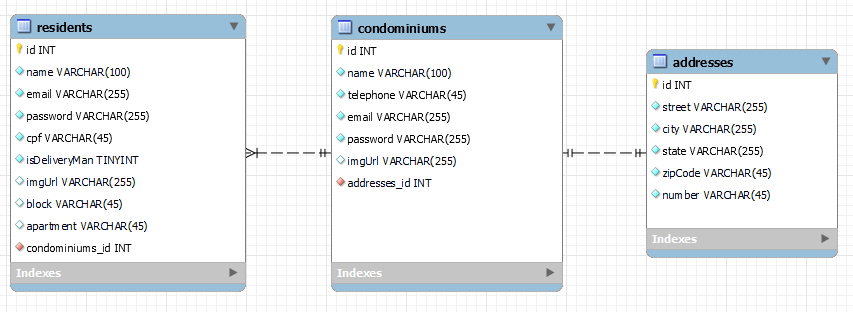 residents
id INT
name VARCHAR(100)
email VARCHAR(255)
password VARCHAR(255)
cpf VARCHAR(45)
isDeliveryMan TINYINT
imgUrl VARCHAR(255)
block VARCHAR(45)
apartment VARCHAR(45)
condominiums_id INT
Indexes
condominiums
id INT
name VARCHAR(100)
telephone VARCHAR(45)
email VARCHAR(255)
password VARCHAR(255)
imgUrl VARCHAR(255)
addresses_id INT
Indexes
addresses
id INT
street VARCHAR(255)
city VARCHAR(255)
state VARCHAR(255)
zipCode VARCHAR(45)
number VARCHAR(45)
Indexes